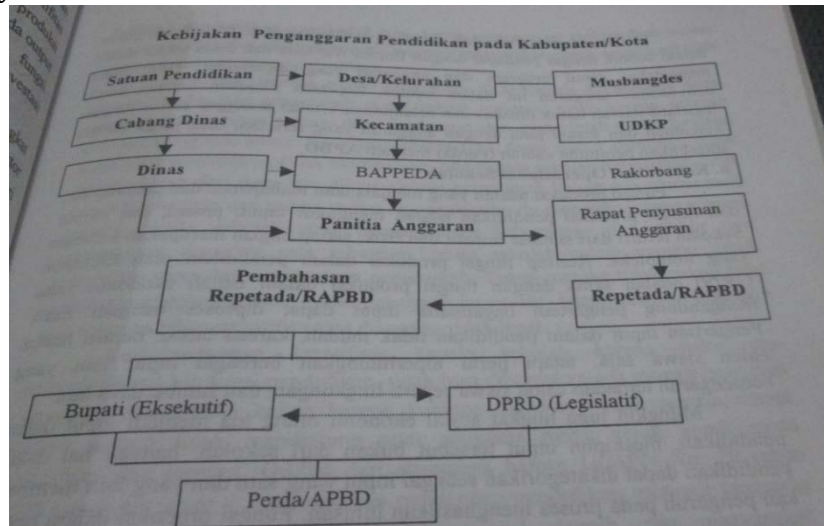 Kebijakan Penganggaran Pendidikan pada Kabupaten/Kota
Satuan Pendidikan
Desa/Kelurahan
Musbangdes
Cabang Dinas
Kecamatan
UDKP
Dinas
BAPPEDA
Rakorbang
Panitia Anggaran
Rapat Penyusunan
Anggaran
Pembahasan
Repetada/RAPBD
Repetada/RAPBD
Bupati (Eksekutif)
DPRD (Legislatif)
Perda/APBD